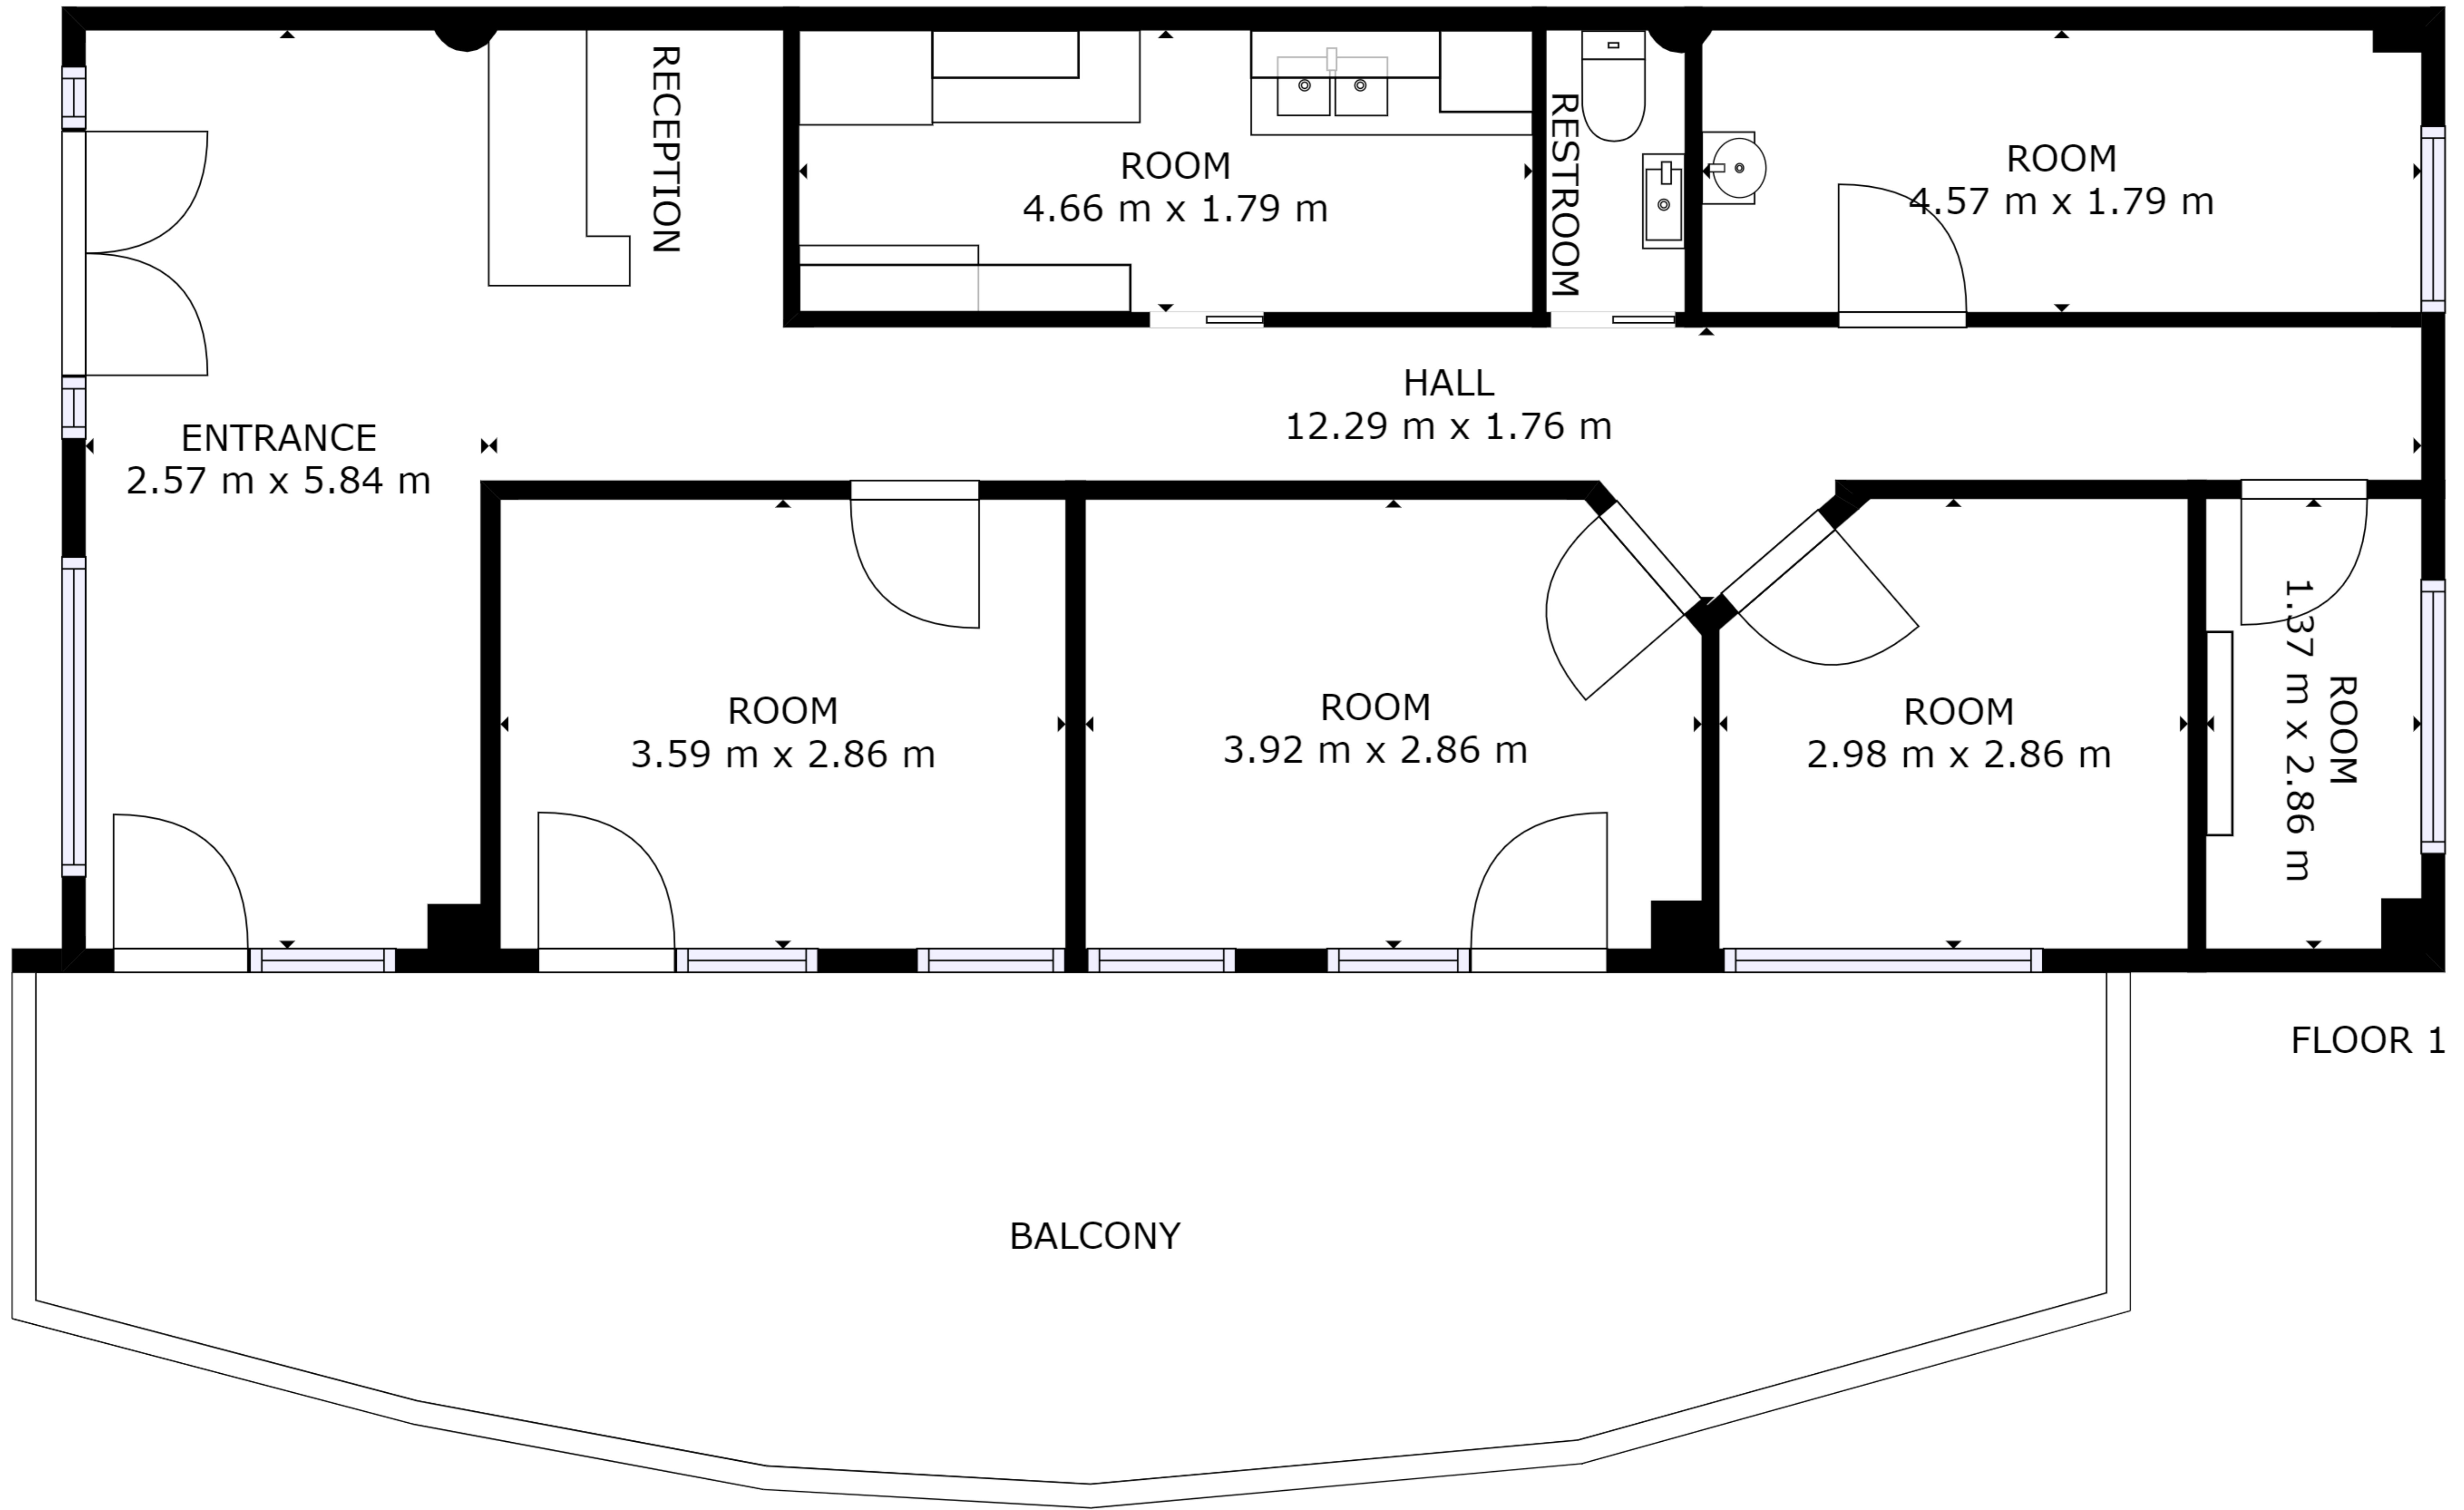 RECEPTION
ROOM
4.66 m x 1.79 m
RESTROOM
ROOM
4.57 m x 1.79 m
HALL
12.29 m x 1.76 m
ENTRANCE
2.57 m x 5.84 m
ROOM
3.59 m x 2.86 m
ROOM
3.92 m x 2.86 m
ROOM
2.98 m x 2.86 m
ROOM
1.37 m x 2.86 m
FLOOR 1
BALCONY